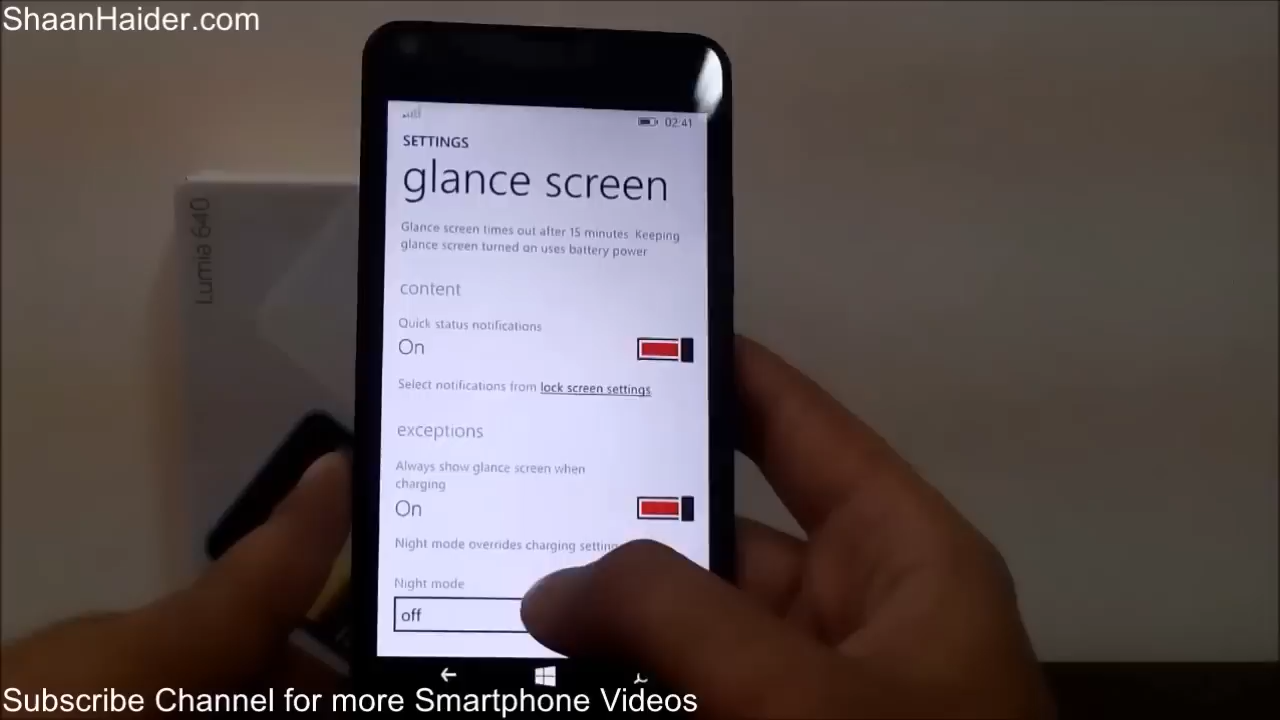 ShaanHaider.com
02:41
SETTINGS
glance screen
Glance screen times out after 15 minutes. Keeping
glance screen turned on uses battery power
content
Quick status notifications
On
Select notifications from lock screen settings
exceptions
Always show glance screen when
charging
On
Night mode overrides charging setting
Night mode
off
Lumia 640
Subscribe Channel for more Smartphone Videos